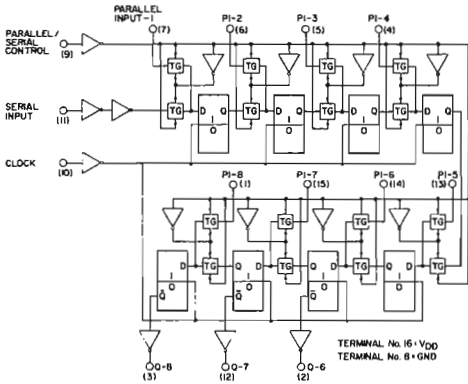 PARALLEL INPUT-1
(7)
PI-2
(6)
PI-3
(5)
PI-4
(4)
PARALLEL/
SERIAL
CONTROL
(9)
TG TG TG TG
SERIAL
INPUT
(11)
TG D Q TG D Q TG D Q TG D Q
CLOCK
(10)
PI-8
(1)
PI-7
(15)
PI-6
(14)
PI-5
(13)
TG TG TG TG
Q D TG Q D TG Q D TG Q D TG
Q̅ Q̅ Q̅
Q-8
(3)
Q-7
(12)
Q-6
(2)
TERMINAL No. 16=VDD
TERMINAL No. 8=GND